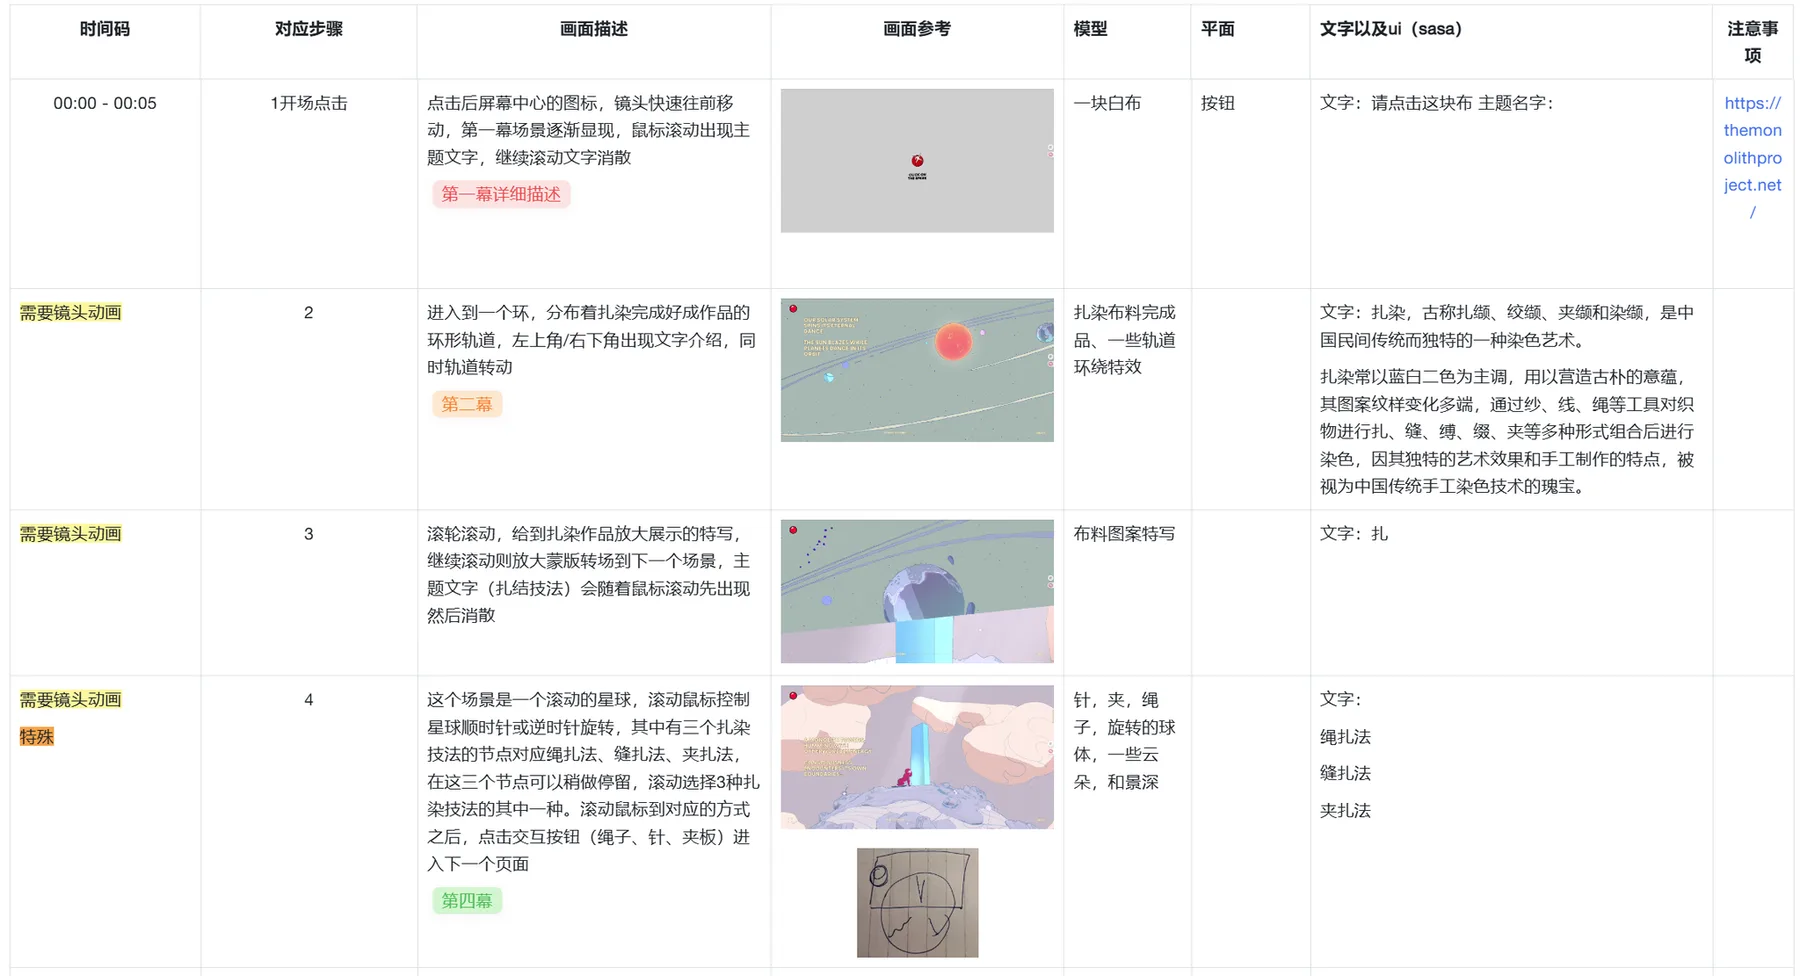 时间码
对应步骤
画面描述
画面参考
模型
平面
文字以及ui（sasa）
注意事
项
00:00 - 00:05
1开场点击
点击后屏幕中心的图标，镜头快速往前移
动，第一幕场景逐渐显现，鼠标滚动出现主
题文字，继续滚动文字消散
第一幕详细描述
CLICK ON
THE SPARK
一块白布
按钮
文字：请点击这块布 主题名字：
https://
themon
olithpro
ject.net
/
需要镜头动画
2
进入到一个环，分布着扎染完成好成作品的
环形轨道，左上角/右下角出现文字介绍，同
时轨道转动
第二幕
OUR SOLAR SYSTEM
SPINS ITS ETERNAL
DANCE
THE SUN BLAZES WHILE
PLANETS DANCE IN ITS
ORBIT
扎染布料完成
品、一些轨道
环绕特效
文字：扎染，古称扎缬、绞缬、夹缬和染缬，是中
国民间传统而独特的一种染色艺术。
扎染常以蓝白二色为主调，用以营造古朴的意蕴，
其图案纹样变化多端，通过纱、线、绳等工具对织
物进行扎、缝、缚、缀、夹等多种形式组合后进行
染色，因其独特的艺术效果和手工制作的特点，被
视为中国传统手工染色技术的瑰宝。
需要镜头动画
3
滚轮滚动，给到扎染作品放大展示的特写，
继续滚动则放大蒙版转场到下一个场景，主
题文字（扎结技法）会随着鼠标滚动先出现
然后消散
布料图案特写
文字：扎
需要镜头动画
特殊
4
这个场景是一个滚动的星球，滚动鼠标控制
星球顺时针或逆时针旋转，其中有三个扎染
技法的节点对应绳扎法、缝扎法、夹扎法，
在这三个节点可以稍做停留，滚动选择3种扎
染技法的其中一种。滚动鼠标到对应的方式
之后，点击交互按钮（绳子、针、夹板）进
入下一个页面
第四幕
针，夹，绳
子，旋转的球
体，一些云
朵，和景深
文字：
绳扎法
缝扎法
夹扎法